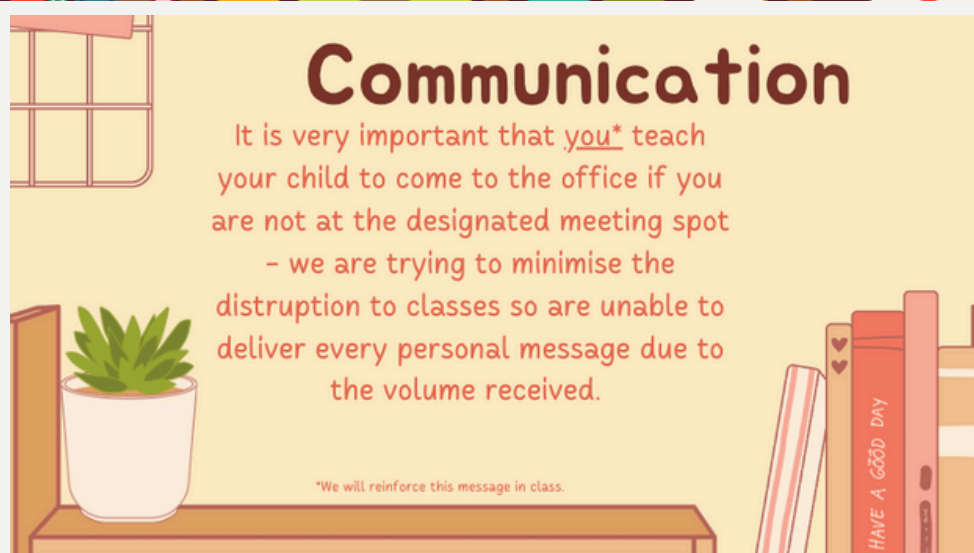 Communication
It is very important that you* teach
your child to come to the office if you
are not at the designated meeting spot
– we are trying to minimise the
distruption to classes so are unable to
deliver every personal message due to
the volume received.
*We will reinforce this message in class.
HAVE A GOOD DAY